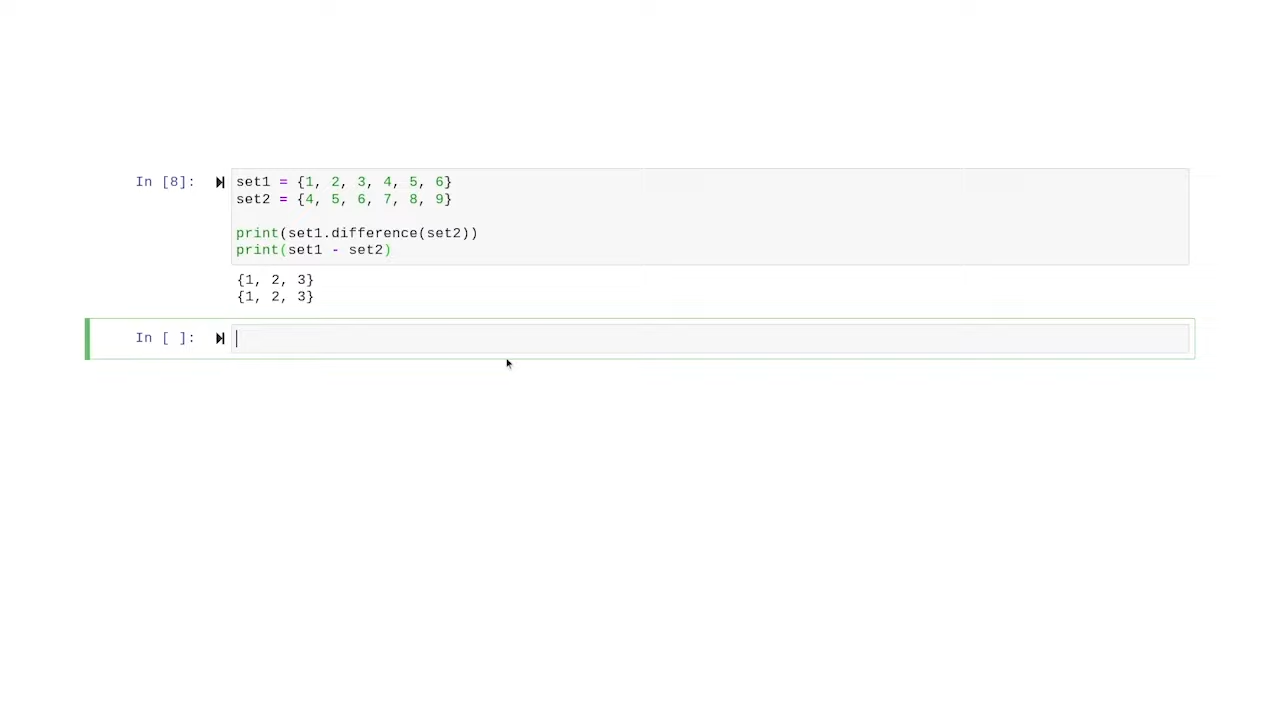 In [8]: set1 = {1, 2, 3, 4, 5, 6}
set2 = {4, 5, 6, 7, 8, 9}
print(set1.difference(set2))
print(set1 - set2)
{1, 2, 3}
{1, 2, 3}
In [ ]: